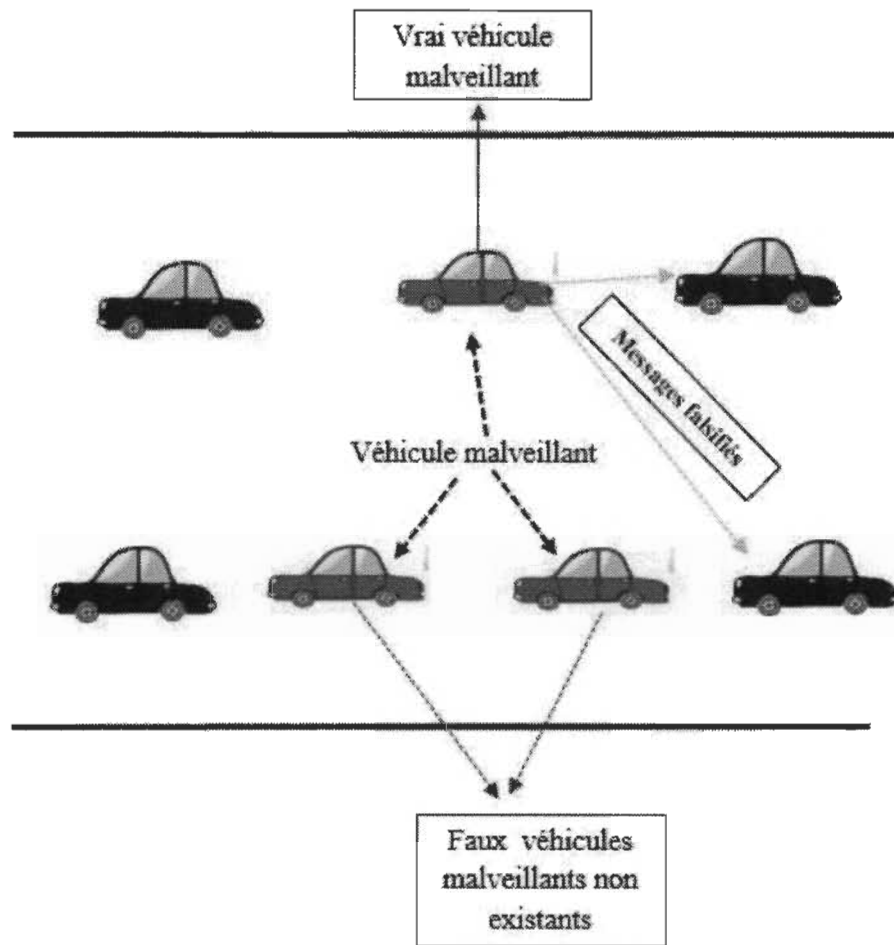 Vrai véhicule
malveillant
Messages falsifiés
Véhicule malveillant
Faux véhicules
malveillants non
existants